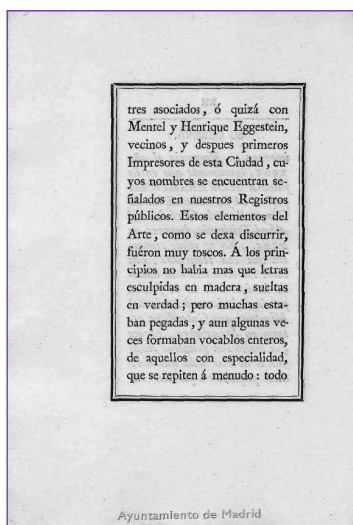 tres asociados, ó quizá con
Mentel y Henrique Eggestein,
vecinos, y despues primeros
Impresores de esta Ciudad, cu-
yos nombres se encuentran se-
ñalados en nuestros Registros
públicos. Estos elementos del
Arte, como se dexa discurrir,
fuéron muy toscos. Á los prin-
cipios no habia mas que letras
esculpidas en madera, sueltas
en verdad; pero muchas esta-
ban pegadas, y aun algunas ve-
ces formaban vocablos enteros,
de aquellos con especialidad,
que se repiten á menudo: todo
Ayuntamiento de Madrid